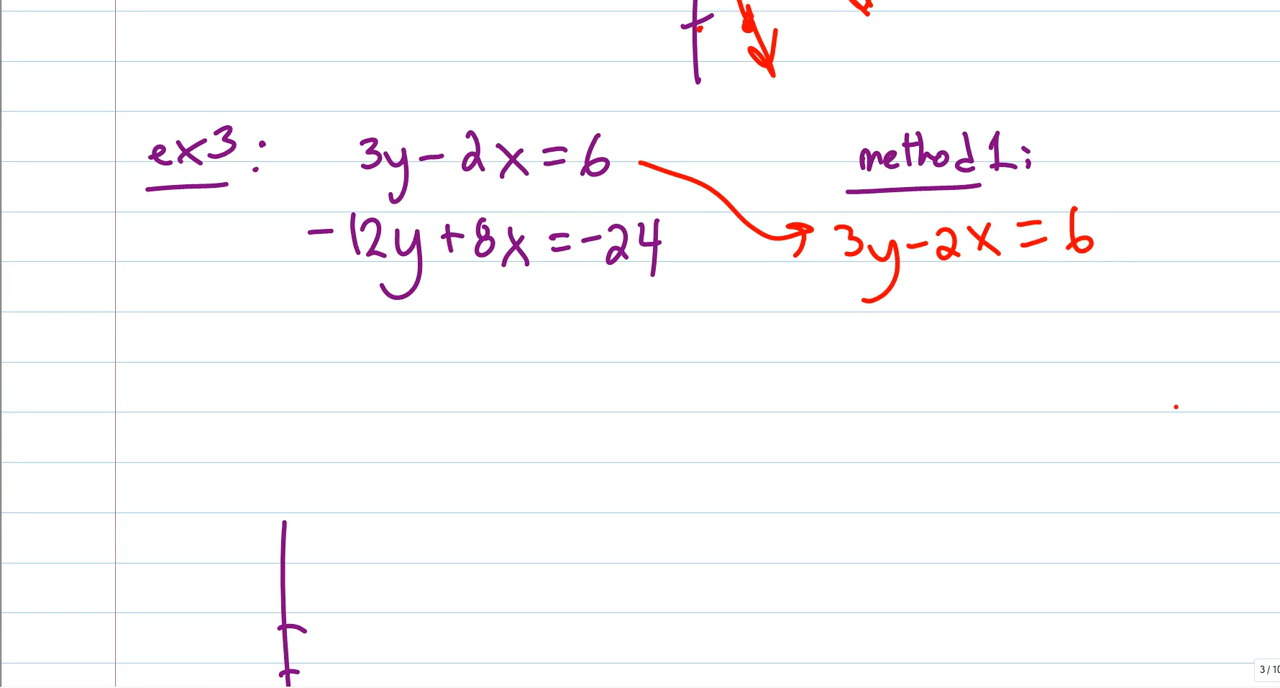 ex3: 3y - 2x = 6 method 1:
-12y + 8x = -24 3y - 2x = 6
3 / 10